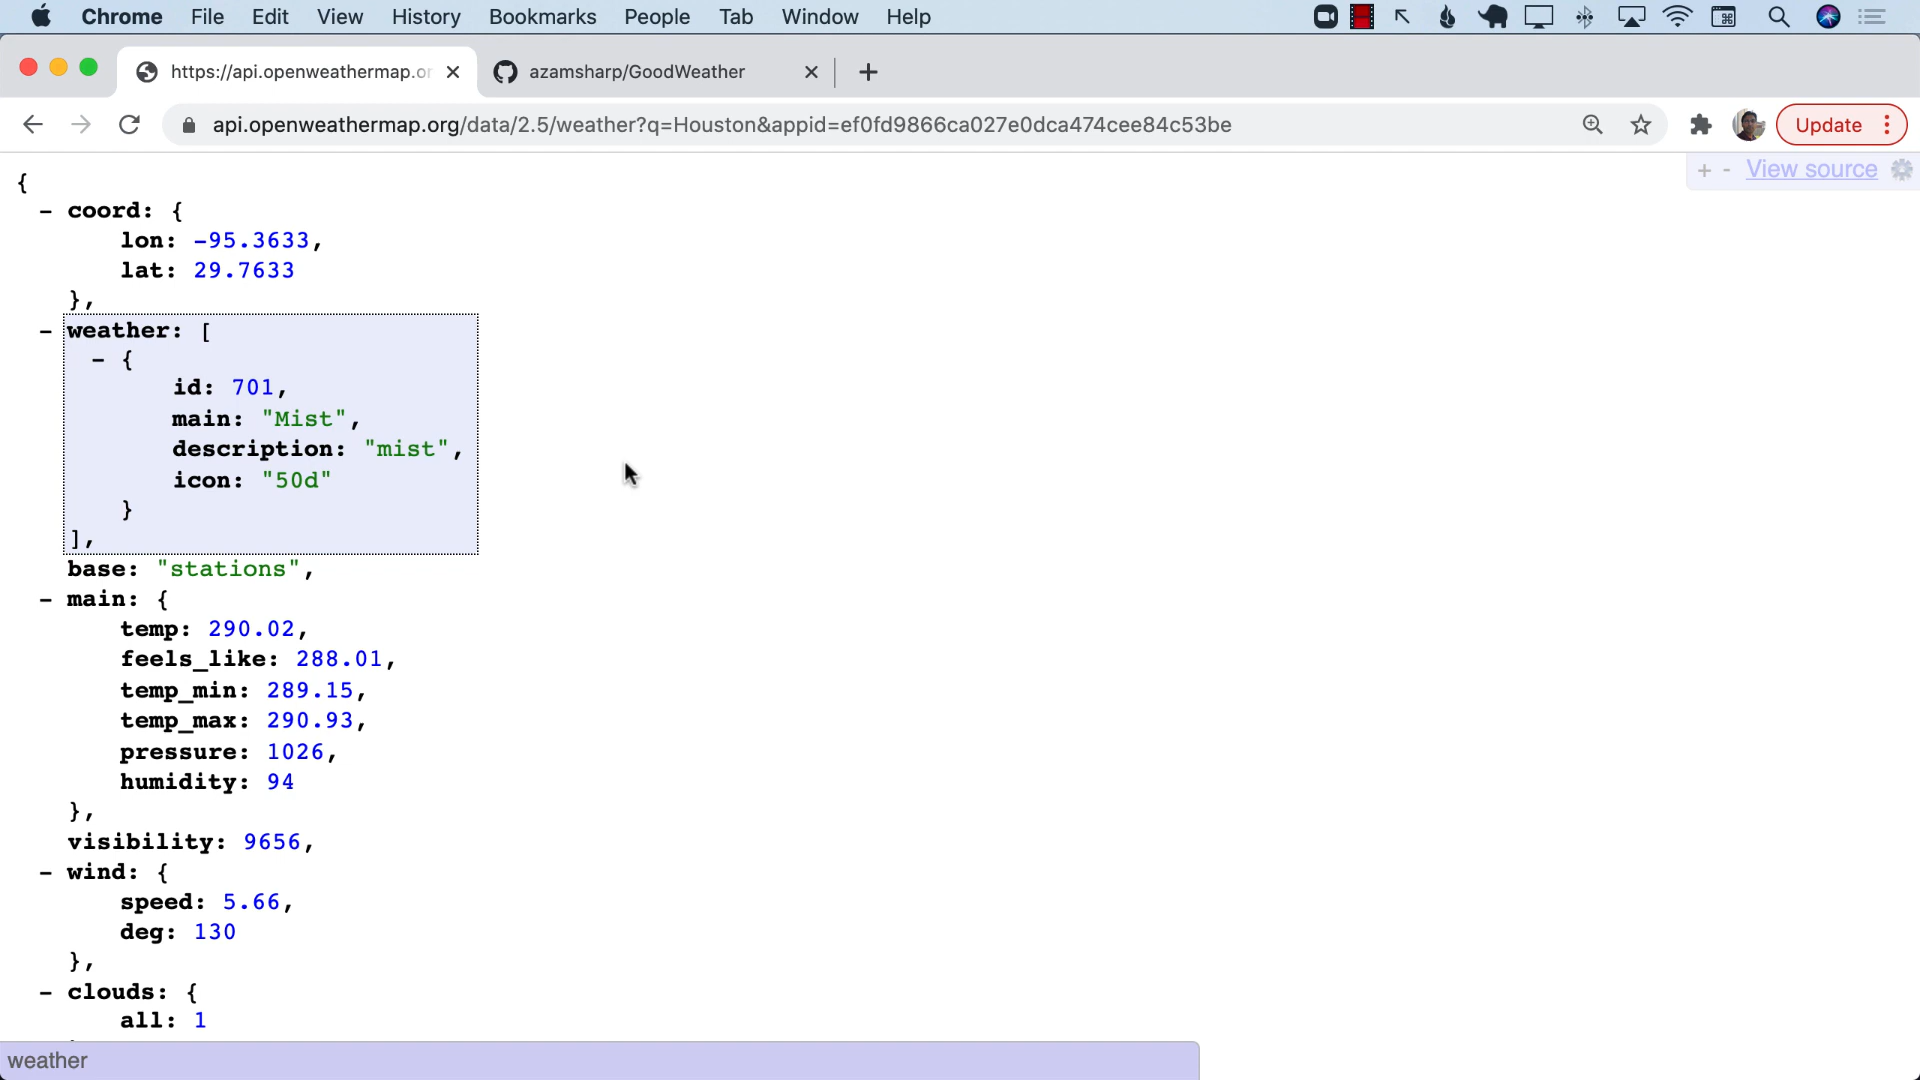 Chrome File Edit View History Bookmarks People Tab Window Help
https://api.openweathermap.or
azamsharp/GoodWeather
api.openweathermap.org/data/2.5/weather?q=Houston&appid=ef0fd9866ca027e0dca474cee84c53be
Update
+ - View source
{
- coord: {
lon: -95.3633,
lat: 29.7633
},
- weather: [
- {
id: 701,
main: "Mist",
description: "mist",
icon: "50d"
}
],
base: "stations",
- main: {
temp: 290.02,
feels_like: 288.01,
temp_min: 289.15,
temp_max: 290.93,
pressure: 1026,
humidity: 94
},
visibility: 9656,
- wind: {
speed: 5.66,
deg: 130
},
- clouds: {
all: 1
weather